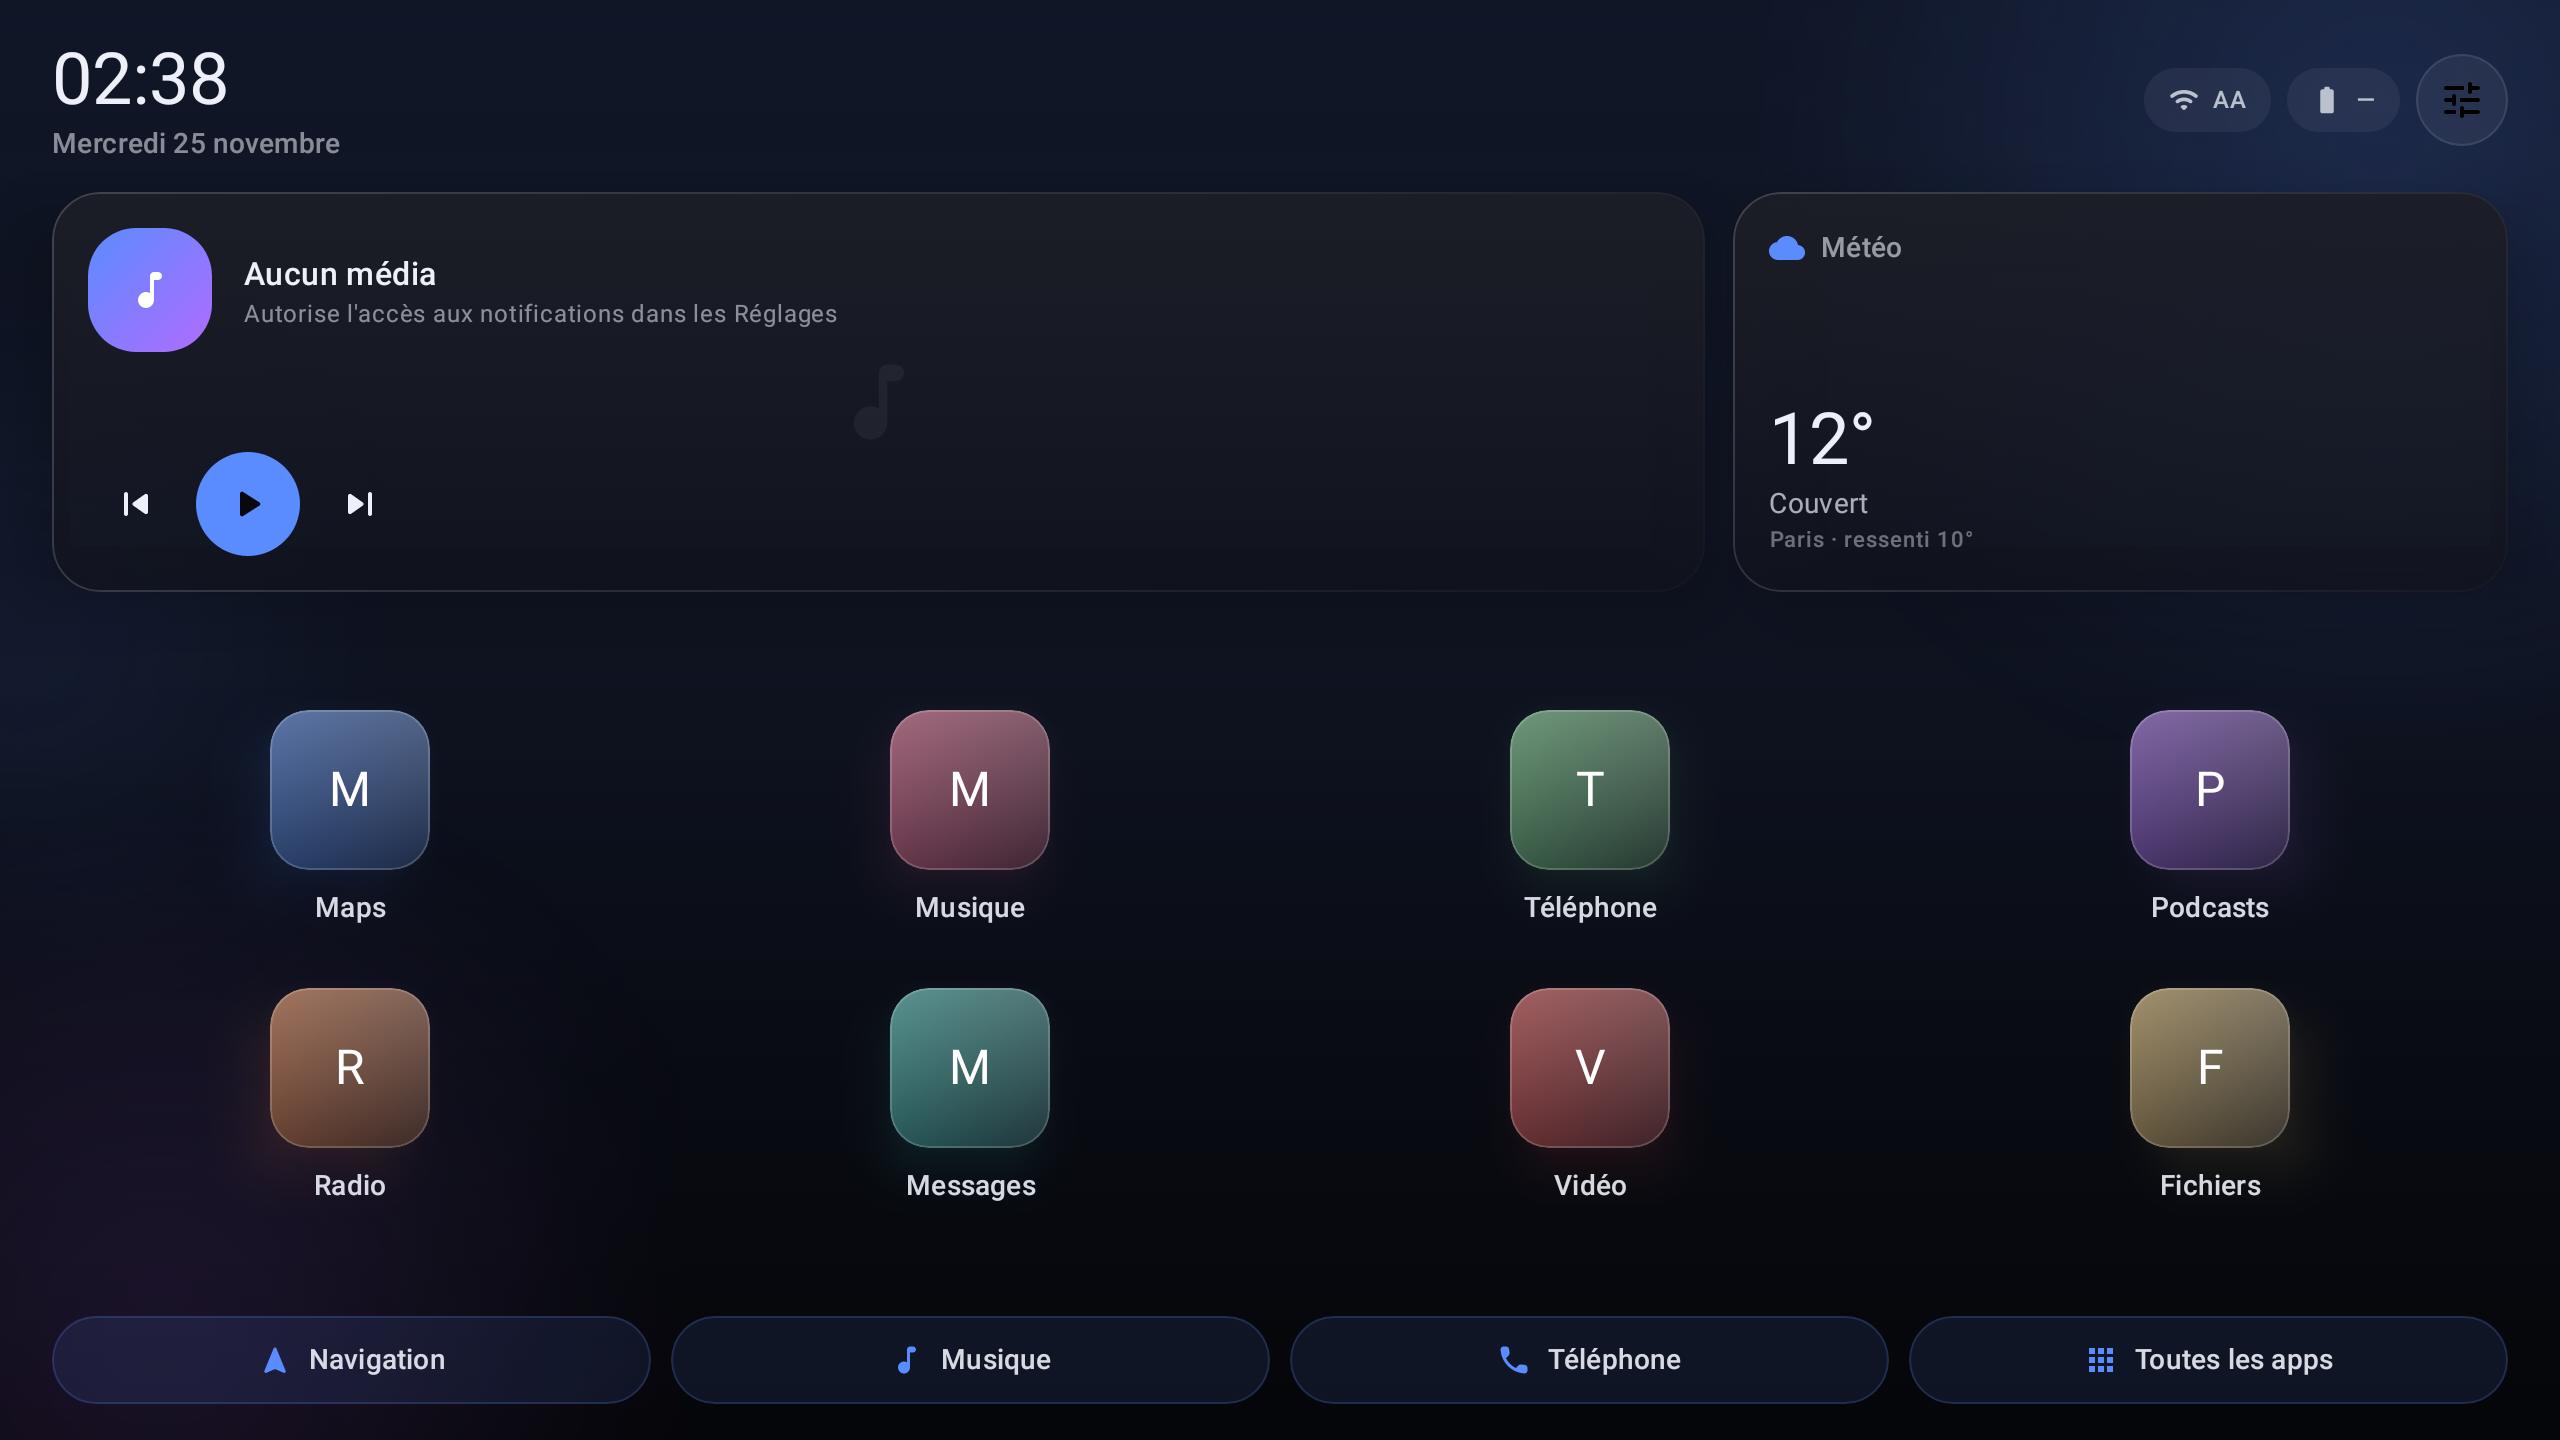 02:38
Mercredi 25 novembre
AA
–
Aucun média
Autorise l'accès aux notifications dans les Réglages
Météo
12°
Couvert
Paris · ressenti 10°
M
M
T
P
Maps
Musique
Téléphone
Podcasts
R
M
V
F
Radio
Messages
Vidéo
Fichiers
Navigation
Musique
Téléphone
Toutes les apps